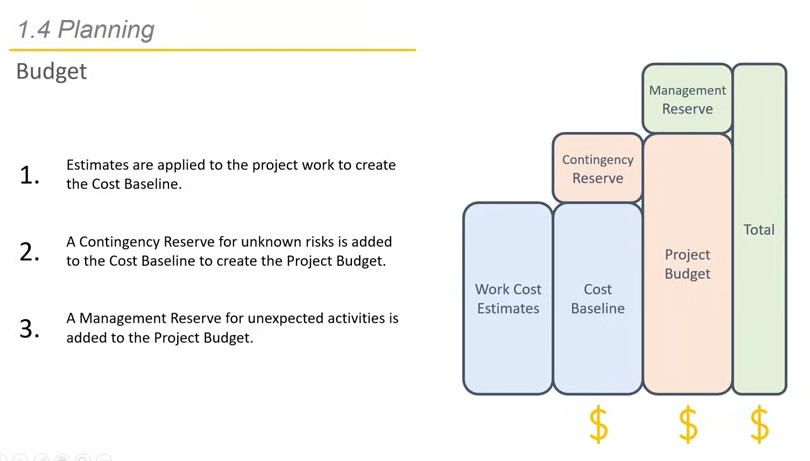 1.4 Planning
Budget
1. Estimates are applied to the project work to create
the Cost Baseline.
2. A Contingency Reserve for unknown risks is added
to the Cost Baseline to create the Project Budget.
3. A Management Reserve for unexpected activities is
added to the Project Budget.
Management
Reserve
Contingency
Reserve
Total
Project
Budget
Work Cost
Estimates
Cost
Baseline
$ $ $